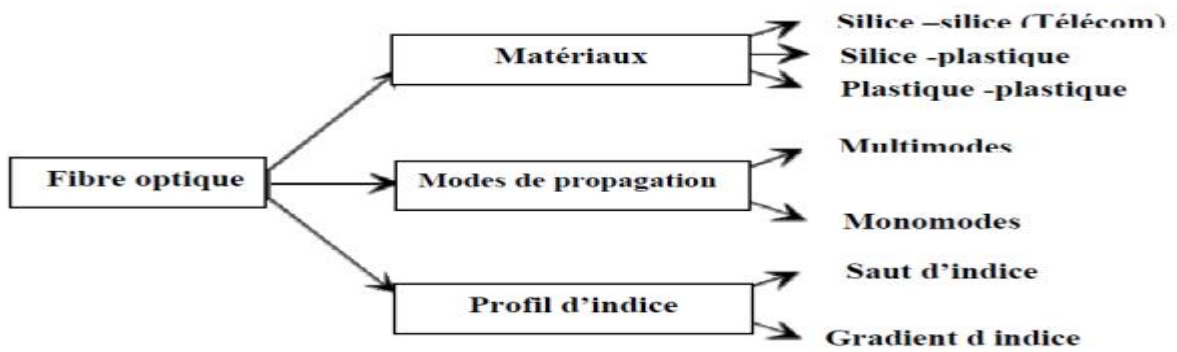 Silice –silice (Télécom)
Matériaux
Silice -plastique
Plastique -plastique
Multimodes
Fibre optique
Modes de propagation
Monomodes
Saut d’indice
Profil d’indice
Gradient d indice